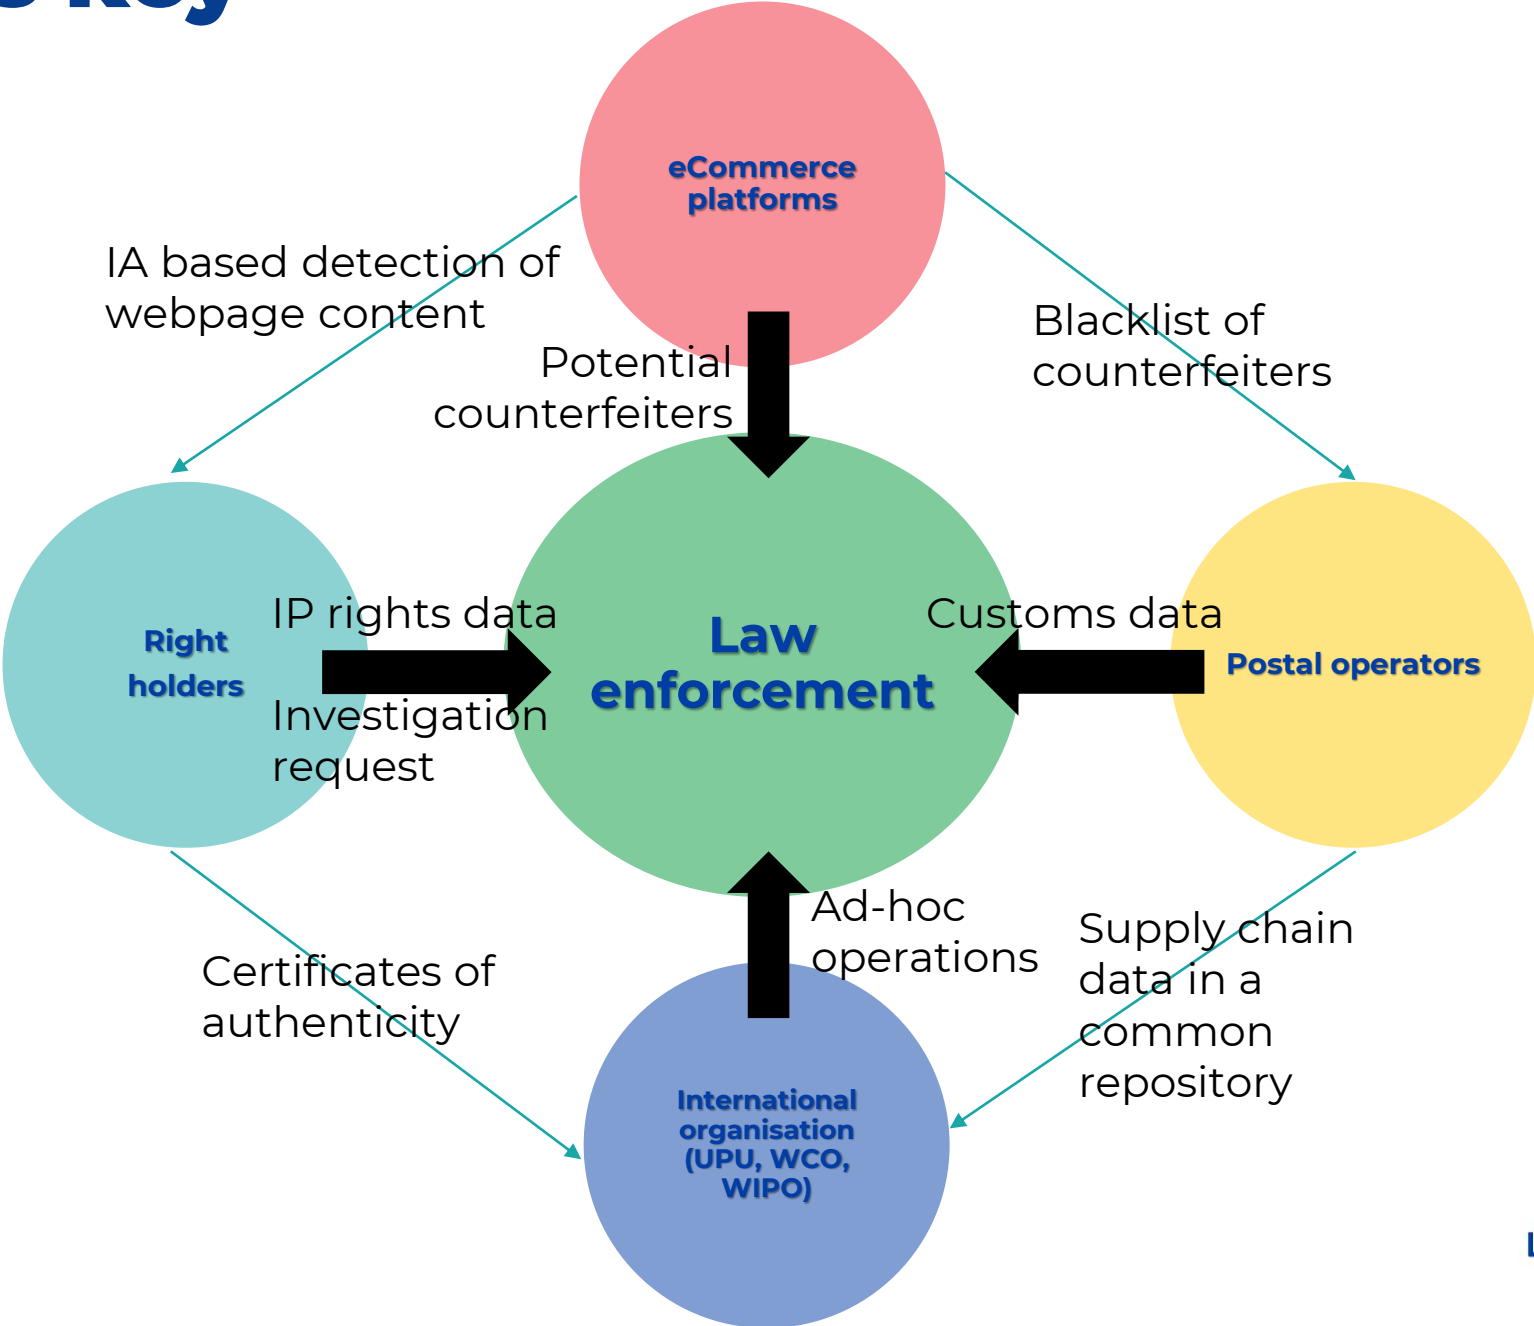 key
eCommerce
platforms
IA based detection of
webpage content
Blacklist of
counterfeiters
Potential
counterfeiters
IP rights data
Customs data
Right
holders
Law
enforcement
Postal operators
Investigation
request
Ad-hoc
operations
Supply chain
data in a
common
repository
Certificates of
authenticity
International
organisation
(UPU, WCO,
WIPO)